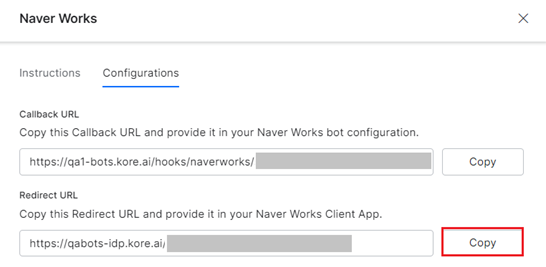 Naver Works
Instructions
Configurations
Callback URL
Copy this Callback URL and provide it in your Naver Works bot configuration.
https://qa1-bots.kore.ai/hooks/naverworks/
Copy
Redirect URL
Copy this Redirect URL and provide it in your Naver Works Client App.
https://qabots-idp.kore.ai/
Copy